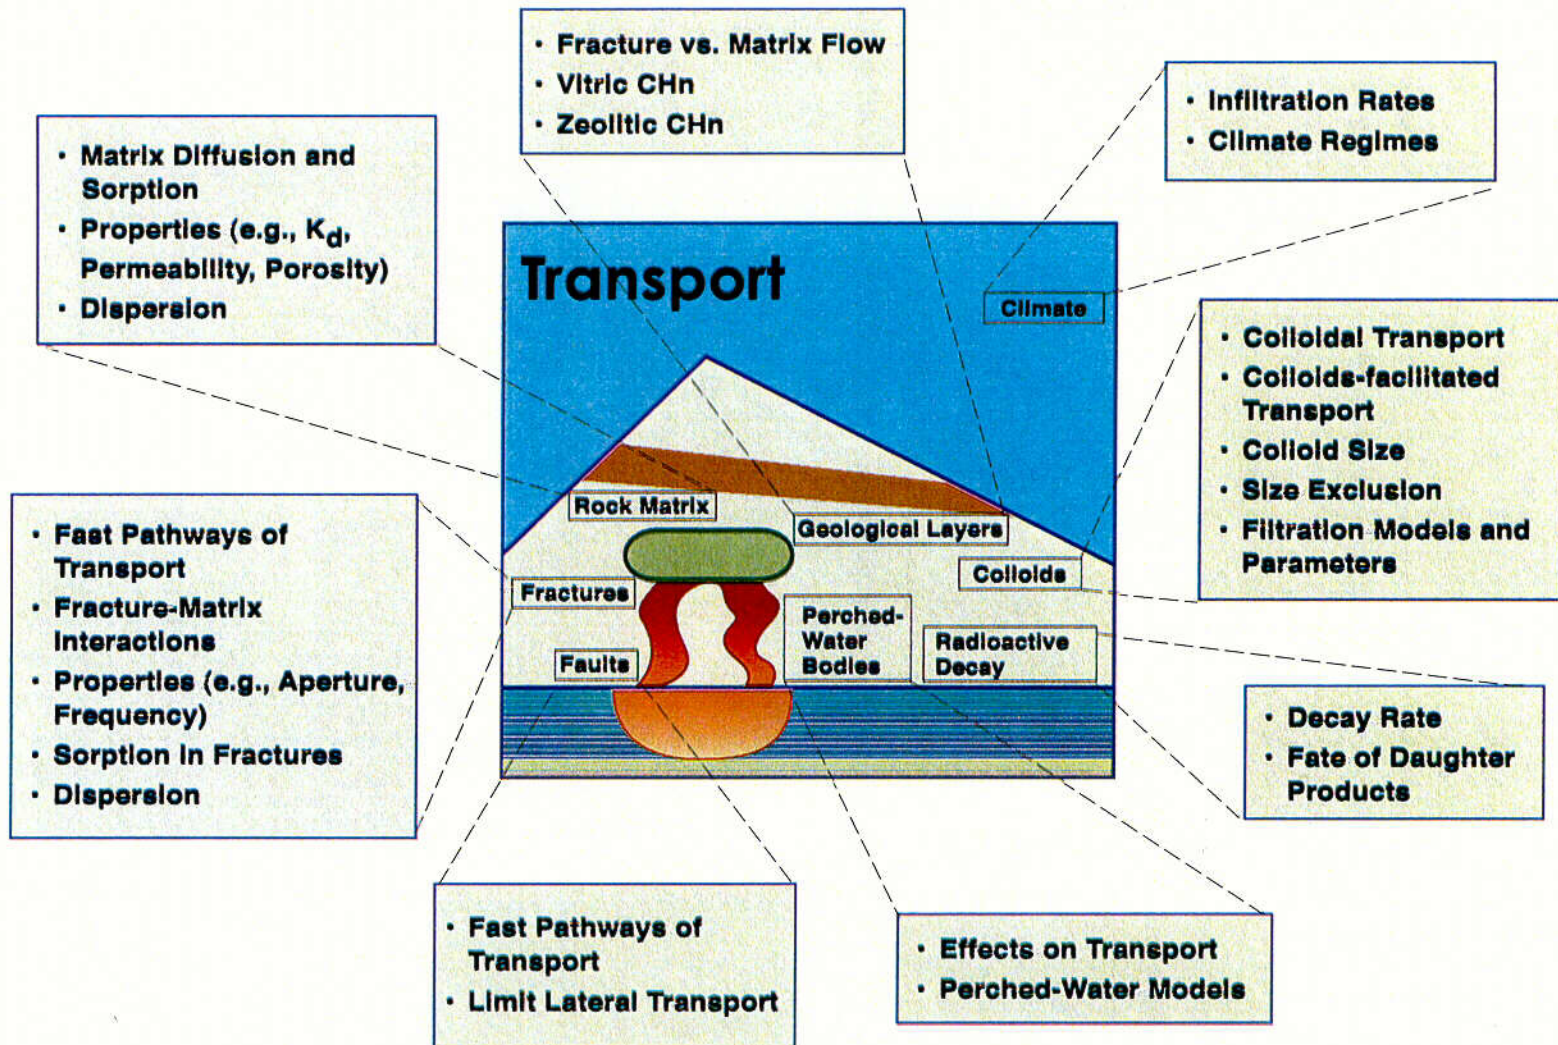 • Fracture vs. Matrix Flow
• Vitric CHn
• Zeolitic CHn
• Infiltration Rates
• Climate Regimes
• Matrix Diffusion and
Sorption
• Properties (e.g., Kd,
Permeability, Porosity)
• Dispersion
Transport
Climate
• Colloidal Transport
• Colloids-facilitated
Transport
• Colloid Size
• Size Exclusion
• Filtration Models and
Parameters
Rock Matrix
Geological Layers
Colloids
Fractures
Perched-
Water
Bodies
Radioactive
Decay
Faults
• Fast Pathways of
Transport
• Fracture-Matrix
Interactions
• Properties (e.g., Aperture,
Frequency)
• Sorption in Fractures
• Dispersion
• Decay Rate
• Fate of Daughter
Products
• Fast Pathways of
Transport
• Limit Lateral Transport
• Effects on Transport
• Perched-Water Models